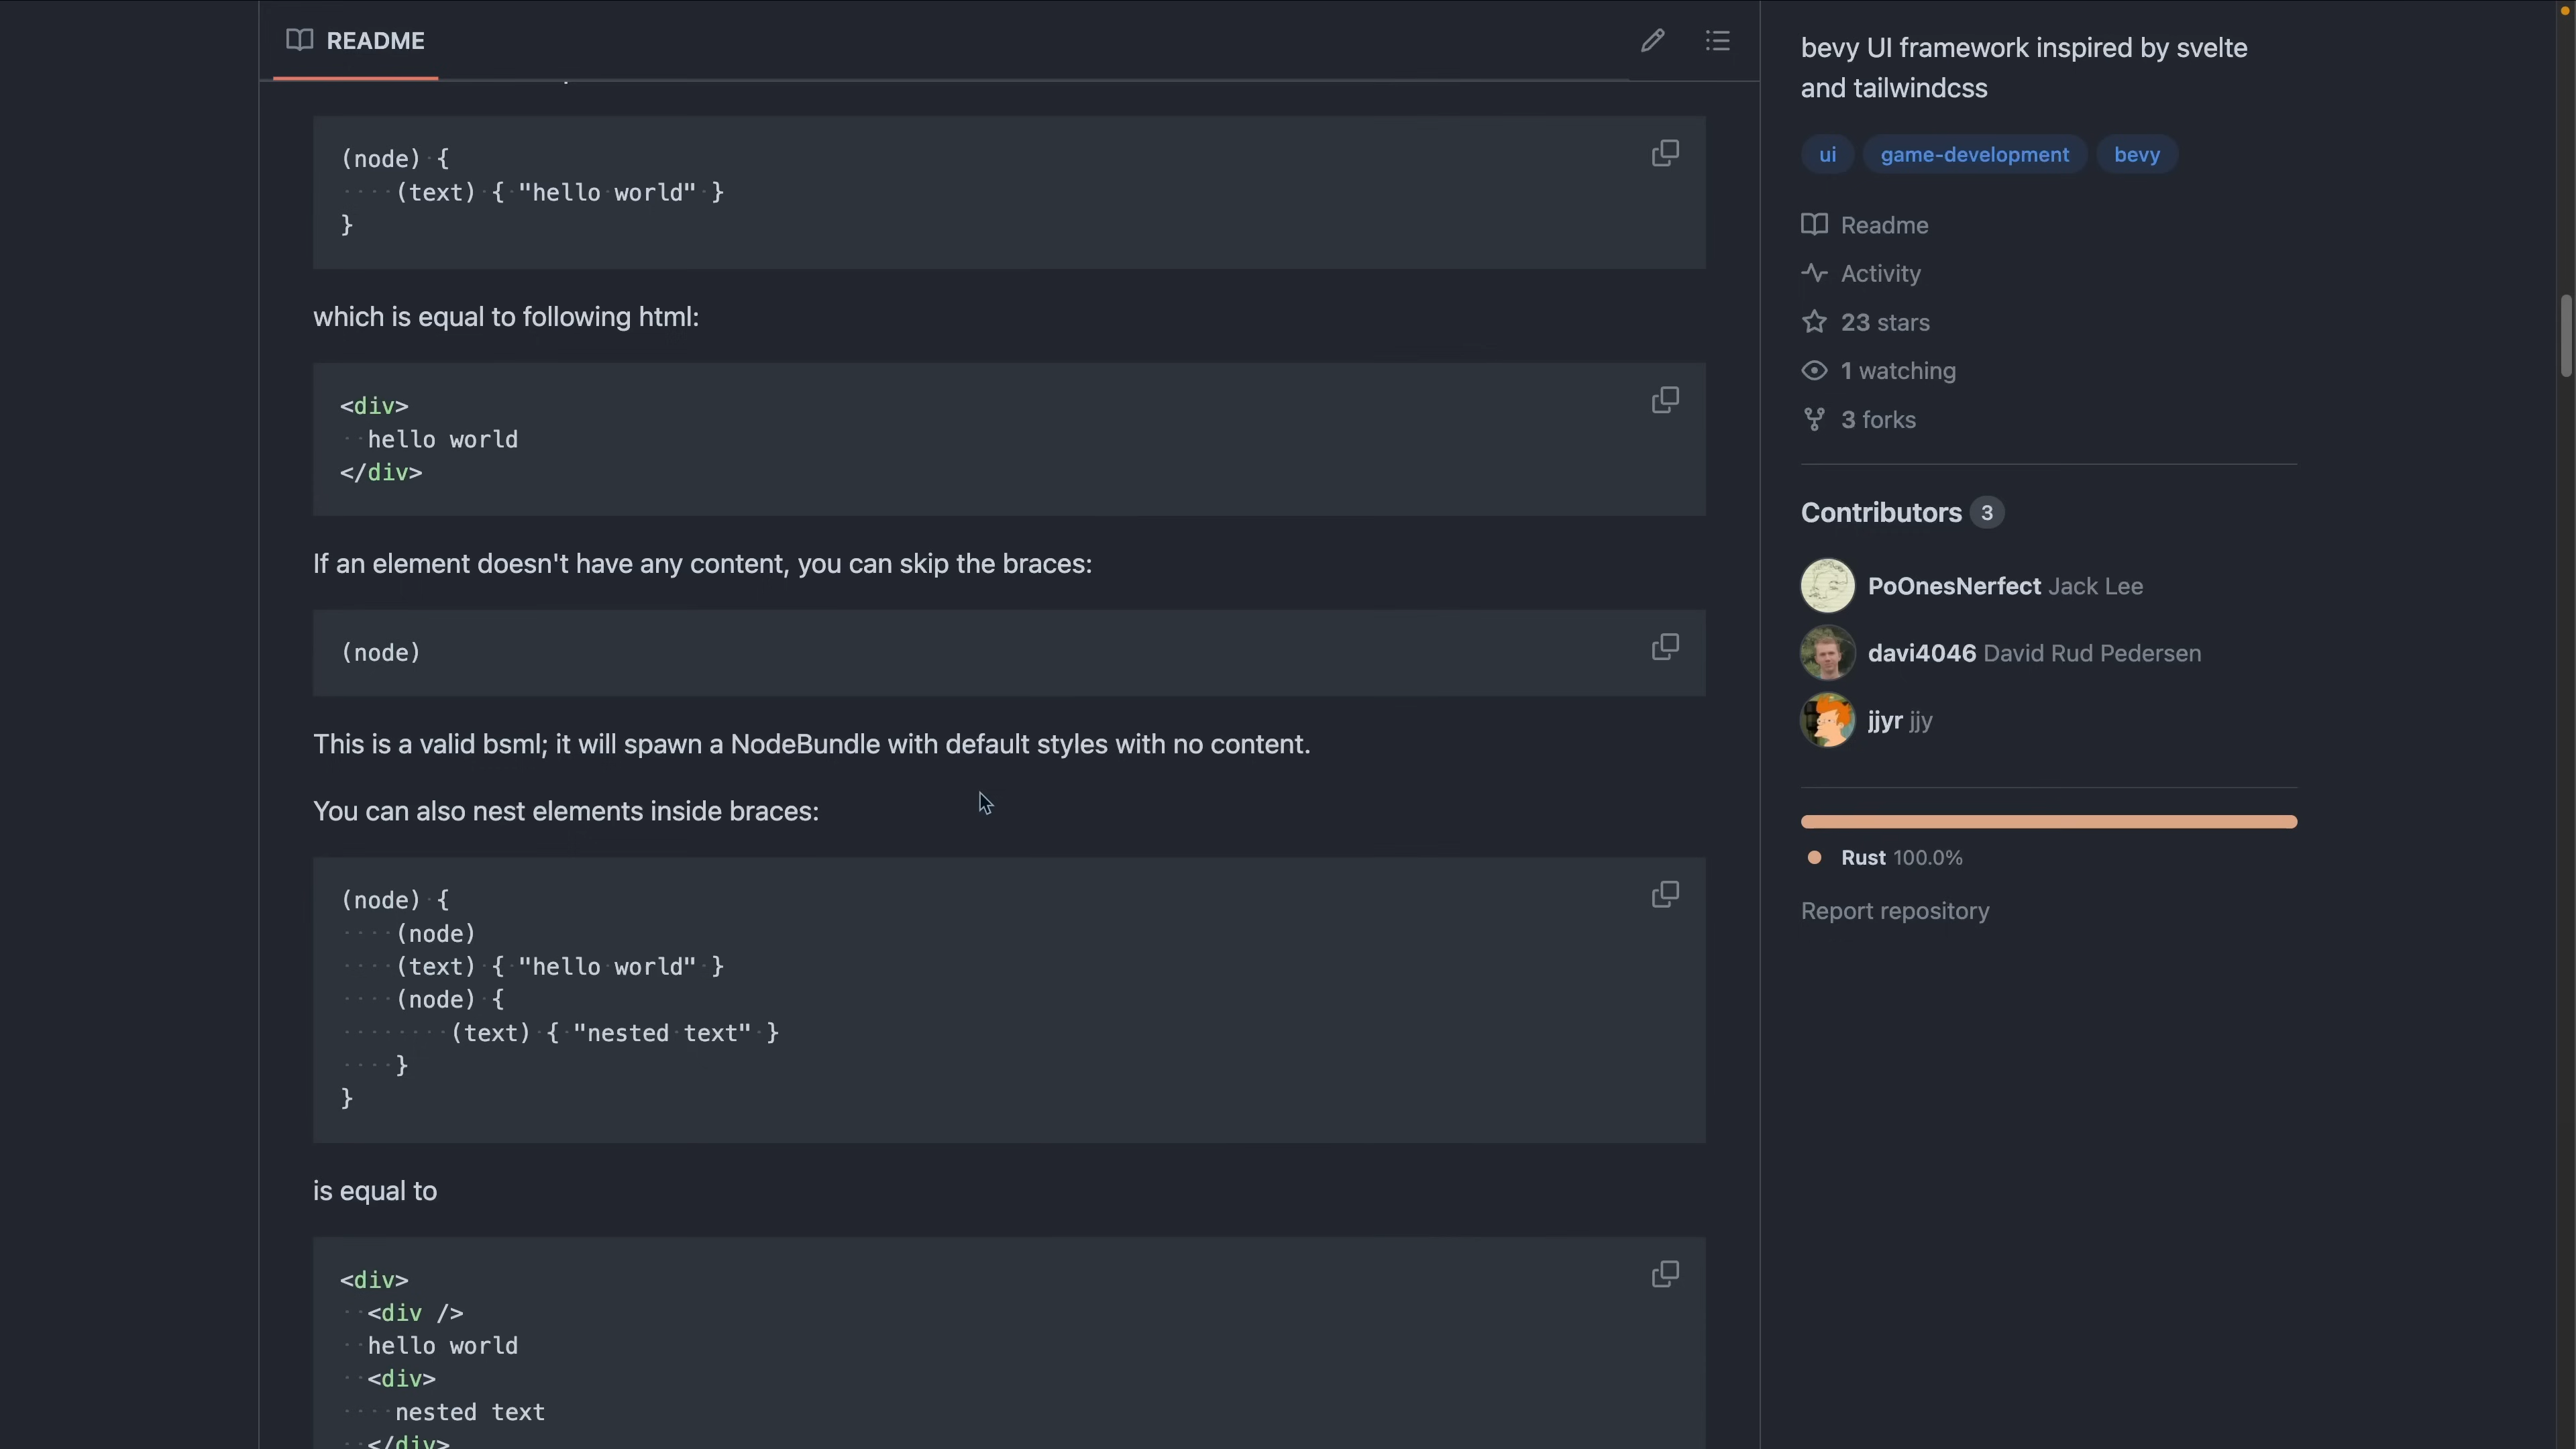 README
(node) {
    (text) { "hello world" }
}
which is equal to following html:
<div>
  hello world
</div>
If an element doesn't have any content, you can skip the braces:
(node)
This is a valid bsml; it will spawn a NodeBundle with default styles with no content.
You can also nest elements inside braces:
(node) {
    (node)
    (text) { "hello world" }
    (node) {
        (text) { "nested text" }
    }
}
is equal to
<div>
  <div />
  hello world
  <div>
    nested text
  </div>
bevy UI framework inspired by svelte
and tailwindcss
ui game-development bevy
Readme
Activity
23 stars
1 watching
3 forks
Contributors 3
PoOnesNerfect Jack Lee
davi4046 David Rud Pedersen
jjyr jjy
Rust 100.0%
Report repository